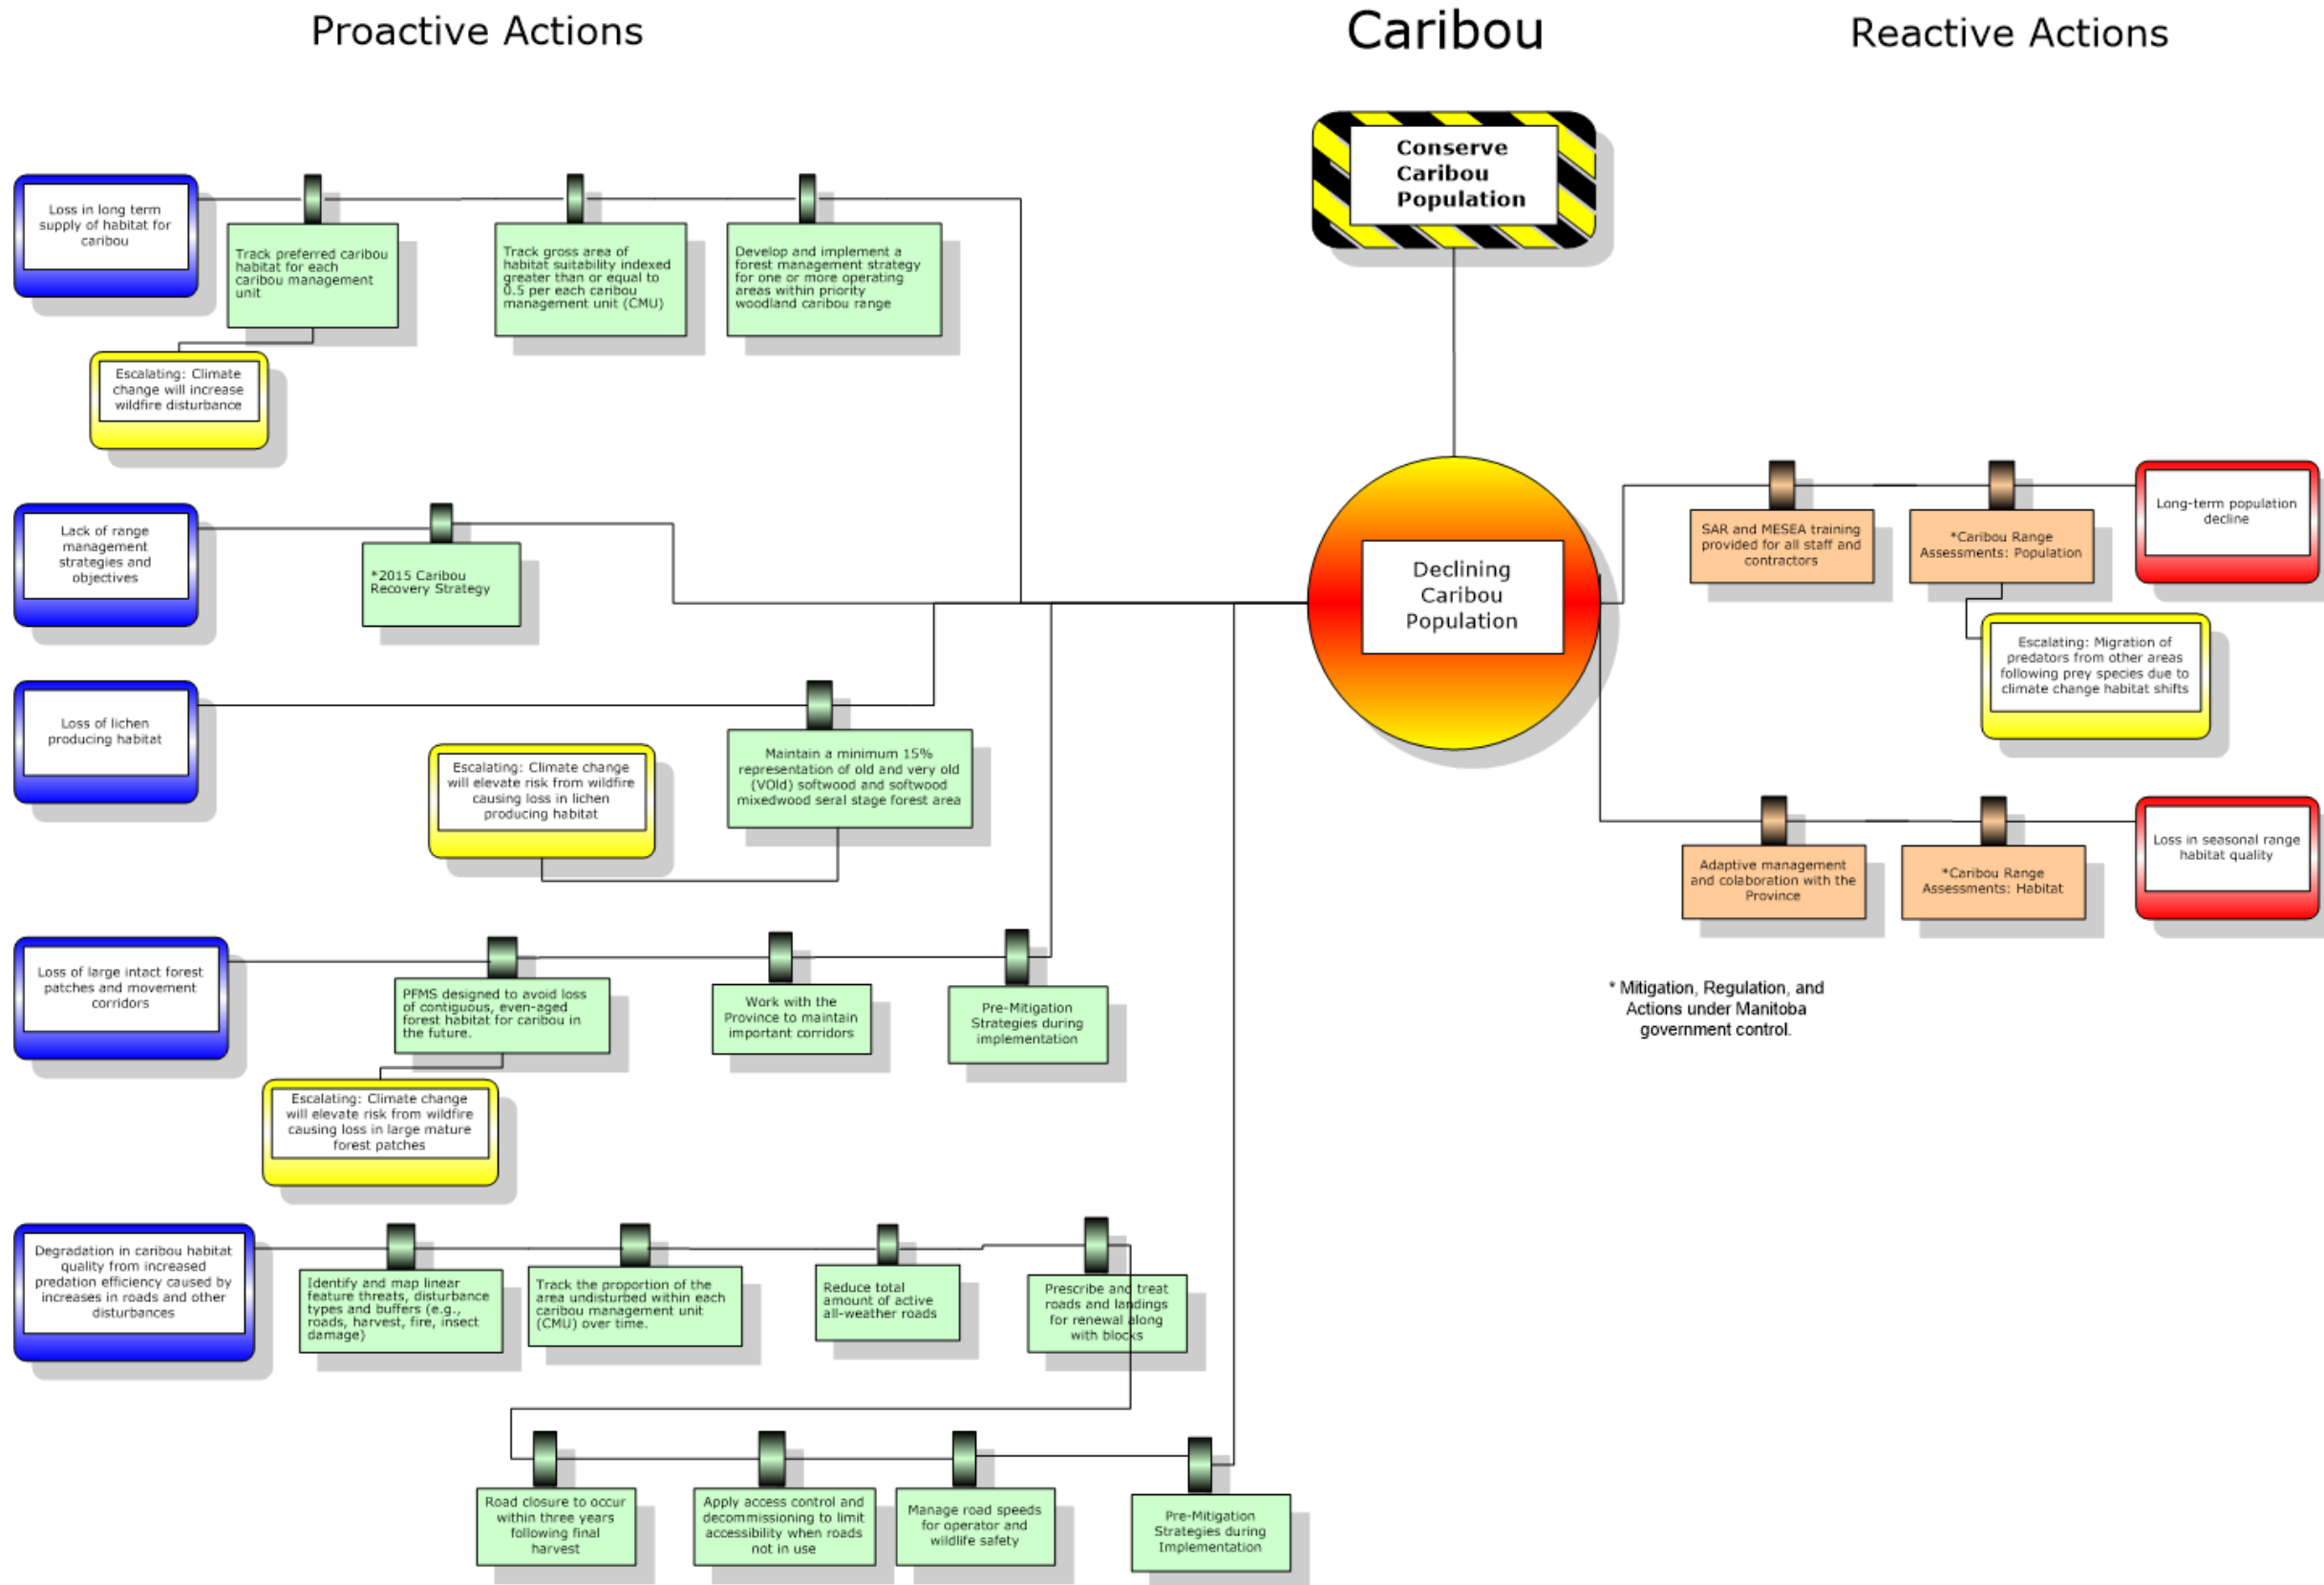 Proactive Actions
Caribou
Reactive Actions
Conserve
Caribou
Population
Loss in long term
supply of habitat for
caribou
Track preferred caribou
habitat for each
caribou management
unit
Track gross area of
habitat suitability indexed
greater than or equal to
0.5 per each caribou
management unit (CMU)
Develop and implement a
forest management strategy
for one or more operating
areas within priority
woodland caribou range
Escalating: Climate
change will increase
wildfire disturbance
Lack of range
management
strategies and
objectives
*2015 Caribou
Recovery Strategy
Declining
Caribou
Population
SAR and MESEA training
provided for all staff and
contractors
*Caribou Range
Assessments: Population
Long-term population
decline
Escalating: Migration of
predators from other areas
following prey species due to
climate change habitat shifts
Loss of lichen
producing habitat
Escalating: Climate change
will elevate risk from wildfire
causing loss in lichen
producing habitat
Maintain a minimum 15%
representation of old and very old
(VOld) softwood and softwood
mixedwood seral stage forest area
Adaptive management
and colaboration with the
Province
*Caribou Range
Assessments: Habitat
Loss in seasonal range
habitat quality
Loss of large intact forest
patches and movement
corridors
PFMS designed to avoid loss
of contiguous, even-aged
forest habitat for caribou in
the future.
Work with the
Province to maintain
important corridors
Pre-Mitigation
Strategies during
implementation
* Mitigation, Regulation, and
Actions under Manitoba
government control.
Escalating: Climate change
will elevate risk from wildfire
causing loss in large mature
forest patches
Degradation in caribou habitat
quality from increased
predation efficiency caused by
increases in roads and other
disturbances
Identify and map linear
feature threats, disturbance
types and buffers (e.g.,
roads, harvest, fire, insect
damage)
Track the proportion of the
area undisturbed within each
caribou management unit
(CMU) over time.
Reduce total
amount of active
all-weather roads
Prescribe and treat
roads and landings
for renewal along
with blocks
Road closure to occur
within three years
following final
harvest
Apply access control and
decommissioning to limit
accessibility when roads
not in use
Manage road speeds
for operator and
wildlife safety
Pre-Mitigation
Strategies during
Implementation